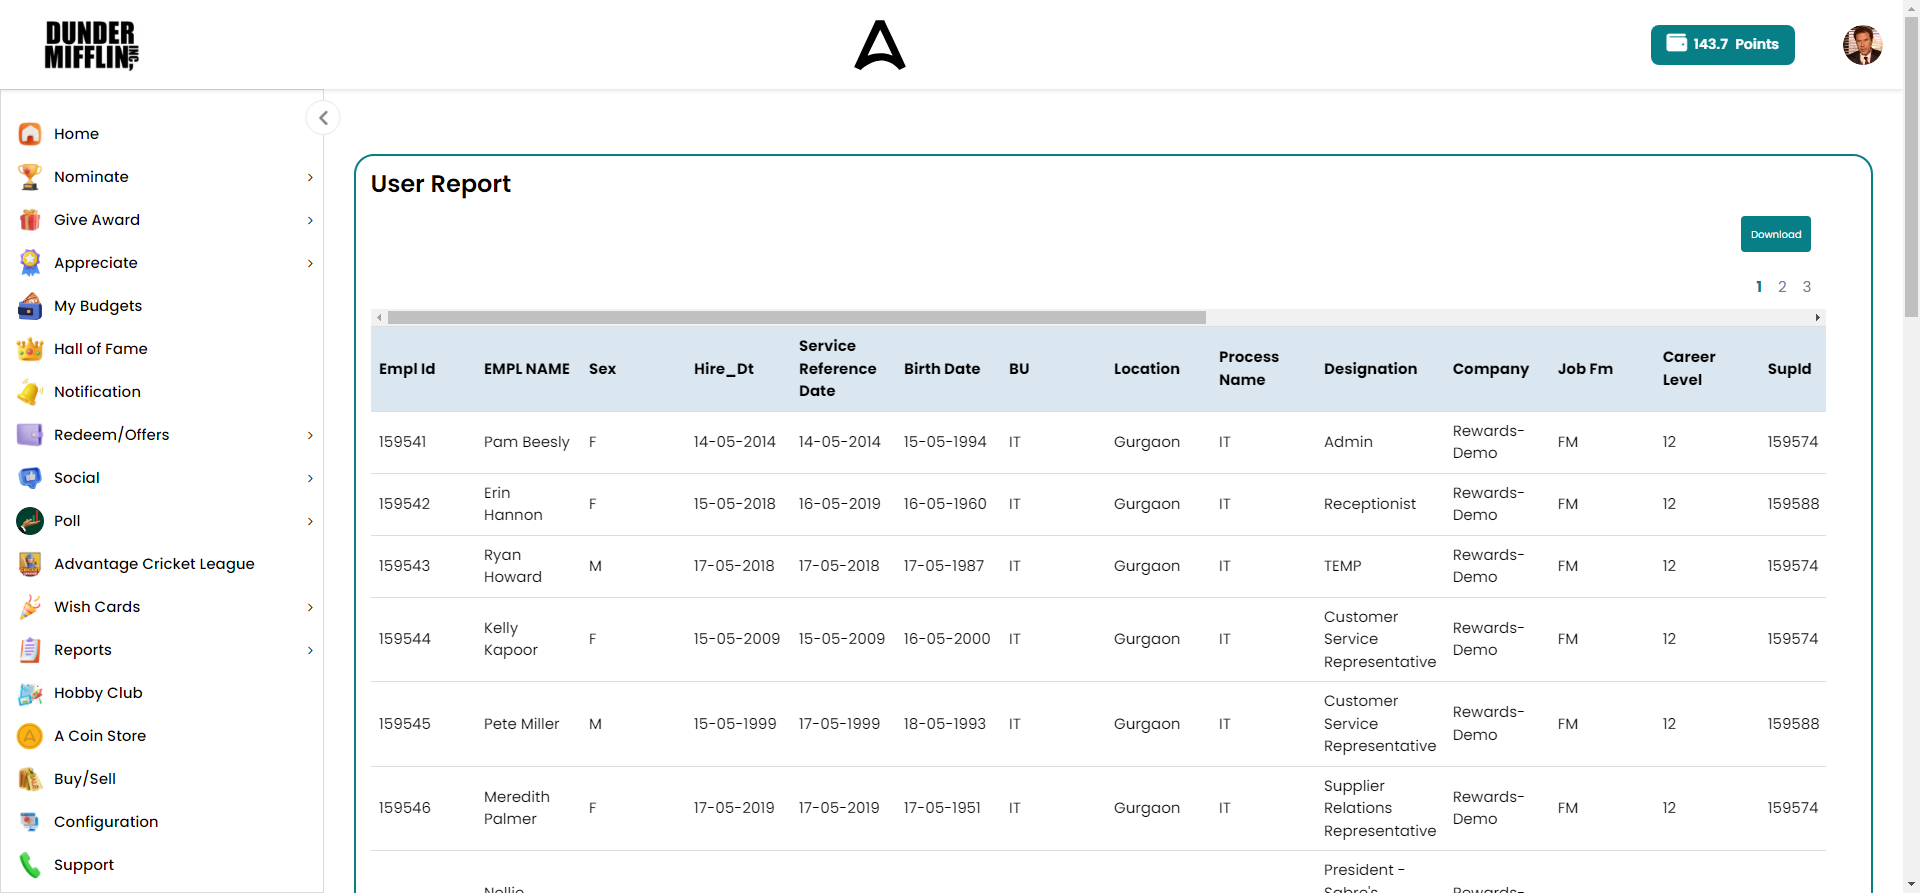 DUNDER
MIFFLIN INC,
143.7 Points
Home
Nominate
Give Award
Appreciate
My Budgets
Hall of Fame
Notification
Redeem/Offers
Social
Poll
Advantage Cricket League
Wish Cards
Reports
Hobby Club
A Coin Store
Buy/Sell
Configuration
Support
User Report
Download
1 2 3
Empl Id EMPL NAME Sex Hire_Dt Service Reference Date Birth Date BU Location Process Name Designation Company Job Fm Career Level SupId
159541 Pam Beesly F 14-05-2014 14-05-2014 15-05-1994 IT Gurgaon IT Admin Rewards-Demo FM 12 159574
159542 Erin Hannon F 15-05-2018 16-05-2019 16-05-1960 IT Gurgaon IT Receptionist Rewards-Demo FM 12 159588
159543 Ryan Howard M 17-05-2018 17-05-2018 17-05-1987 IT Gurgaon IT TEMP Rewards-Demo FM 12 159574
159544 Kelly Kapoor F 15-05-2009 15-05-2009 16-05-2000 IT Gurgaon IT Customer Service Representative Rewards-Demo FM 12 159574
159545 Pete Miller M 15-05-1999 17-05-1999 18-05-1993 IT Gurgaon IT Customer Service Representative Rewards-Demo FM 12 159588
159546 Meredith Palmer F 17-05-2019 17-05-2019 17-05-1951 IT Gurgaon IT Supplier Relations Representative Rewards-Demo FM 12 159574
President -